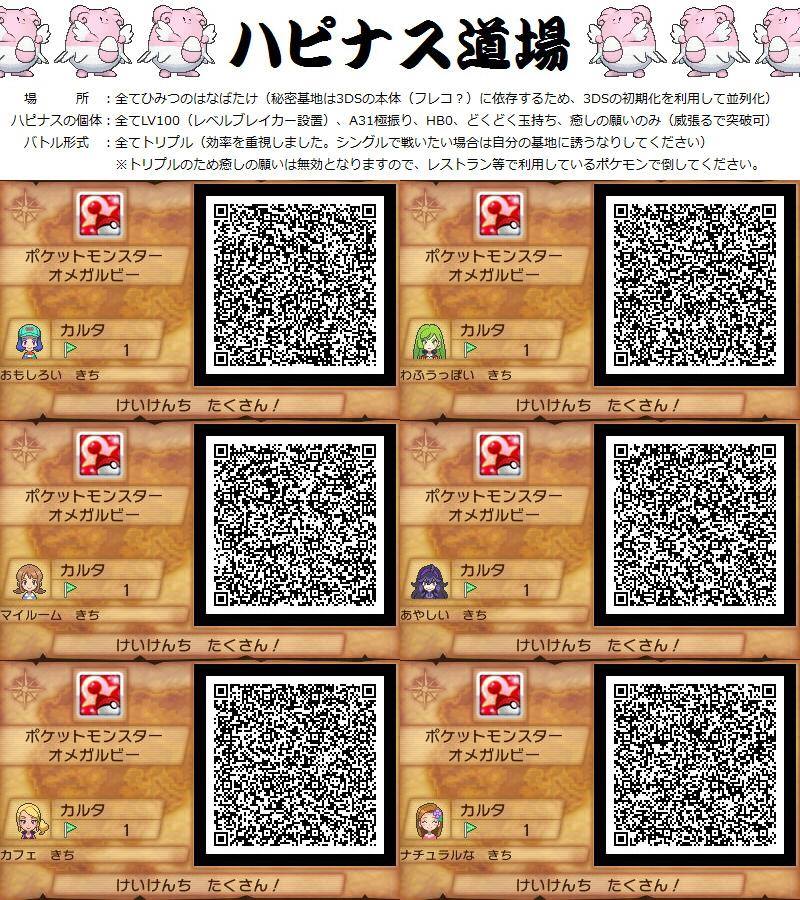 ハピナス道場
場　　所　：全てひみつのはなばたけ（秘密基地は3DSの本体（フレコ？）に依存するため、3DSの初期化を利用して並列化）
ハピナスの個体：全てLV100（レベルブレイカー設置）、A31極振り、HB0、どくどく玉持ち、癒しの願いのみ（威張るで突破可）
バトル形式　：全てトリプル（効率を重視しました。シングルで戦いたい場合は自分の基地に誘うなりしてください）
※トリプルのため癒しの願いは無効となりますので、レストラン等で利用しているポケモンで倒してください。
ポケットモンスター
オメガルビー
カルタ
1
おもしろい　きち
けいけんち　たくさん！
ポケットモンスター
オメガルビー
カルタ
1
わふうっぽい　きち
けいけんち　たくさん！
ポケットモンスター
オメガルビー
カルタ
1
マイルーム　きち
けいけんち　たくさん！
ポケットモンスター
オメガルビー
カルタ
1
あやしい　きち
けいけんち　たくさん！
ポケットモンスター
オメガルビー
カルタ
1
カフェ　きち
けいけんち　たくさん！
ポケットモンスター
オメガルビー
カルタ
1
ナチュラルな　きち
けいけんち　たくさん！